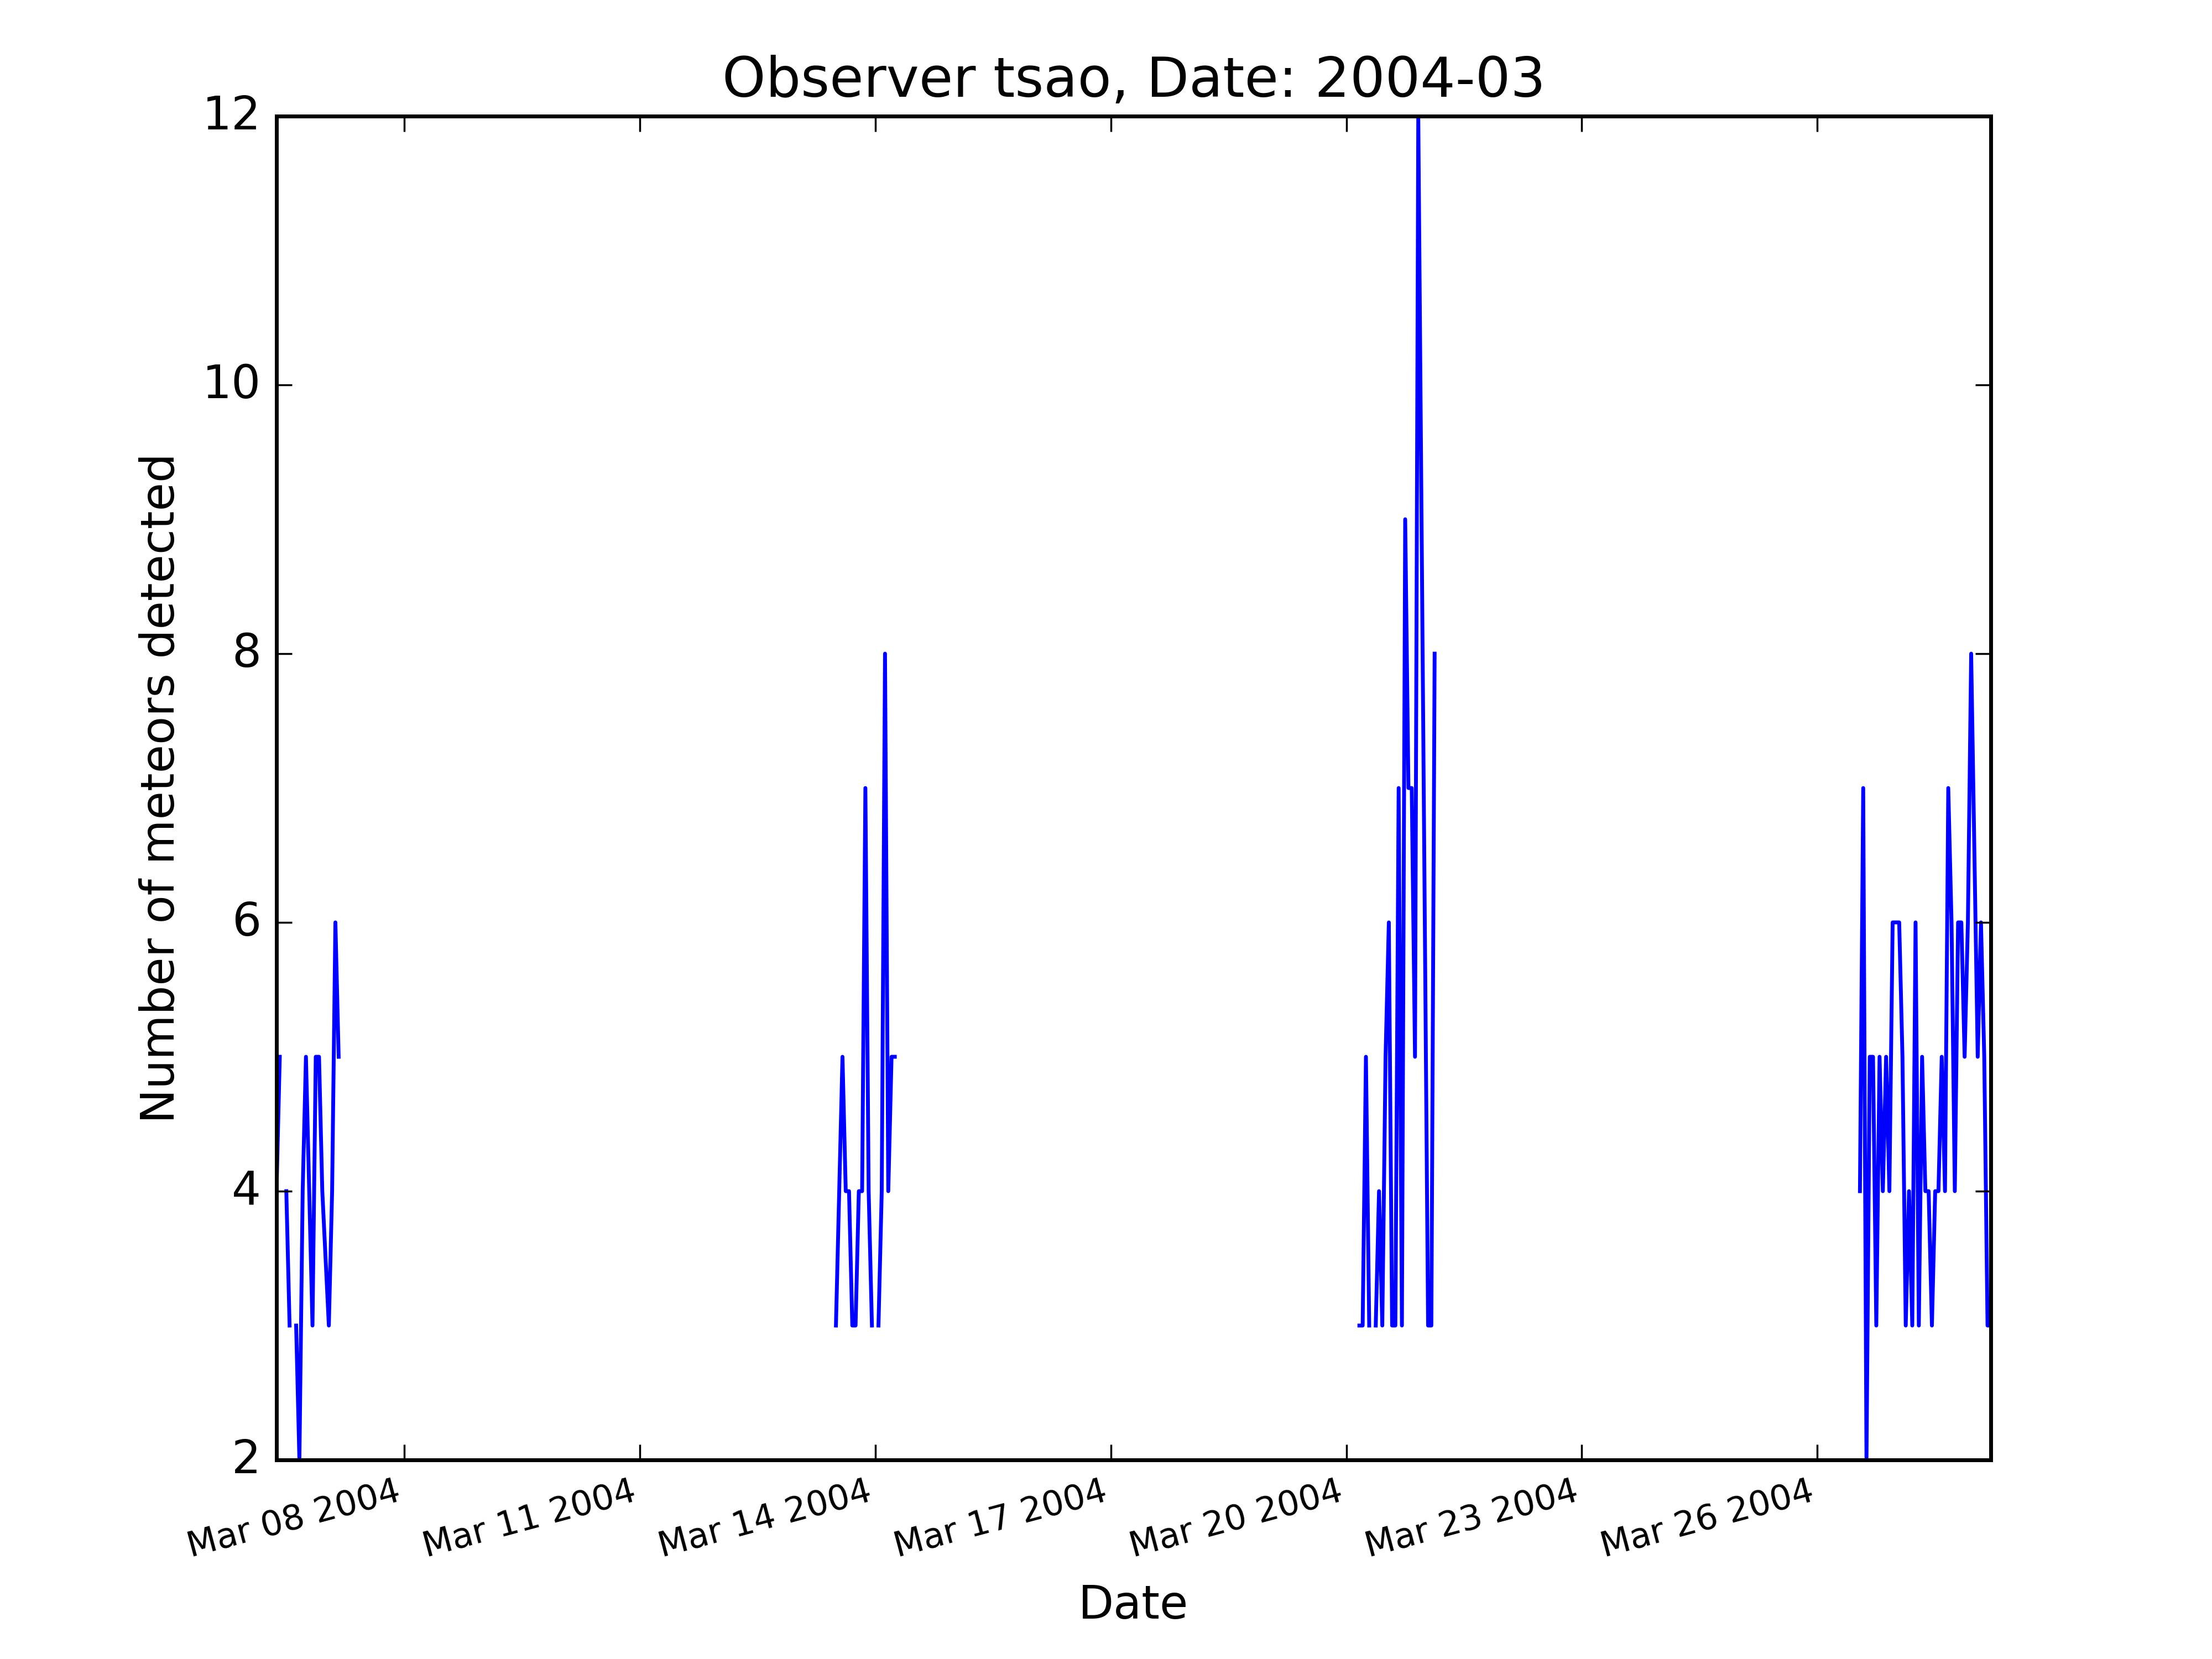 Observer tsao, Date: 2004-03
12
10
8
6
4
2
Number of meteors detected
Mar 08 2004
Mar 11 2004
Mar 14 2004
Mar 17 2004
Mar 20 2004
Mar 23 2004
Mar 26 2004
Date